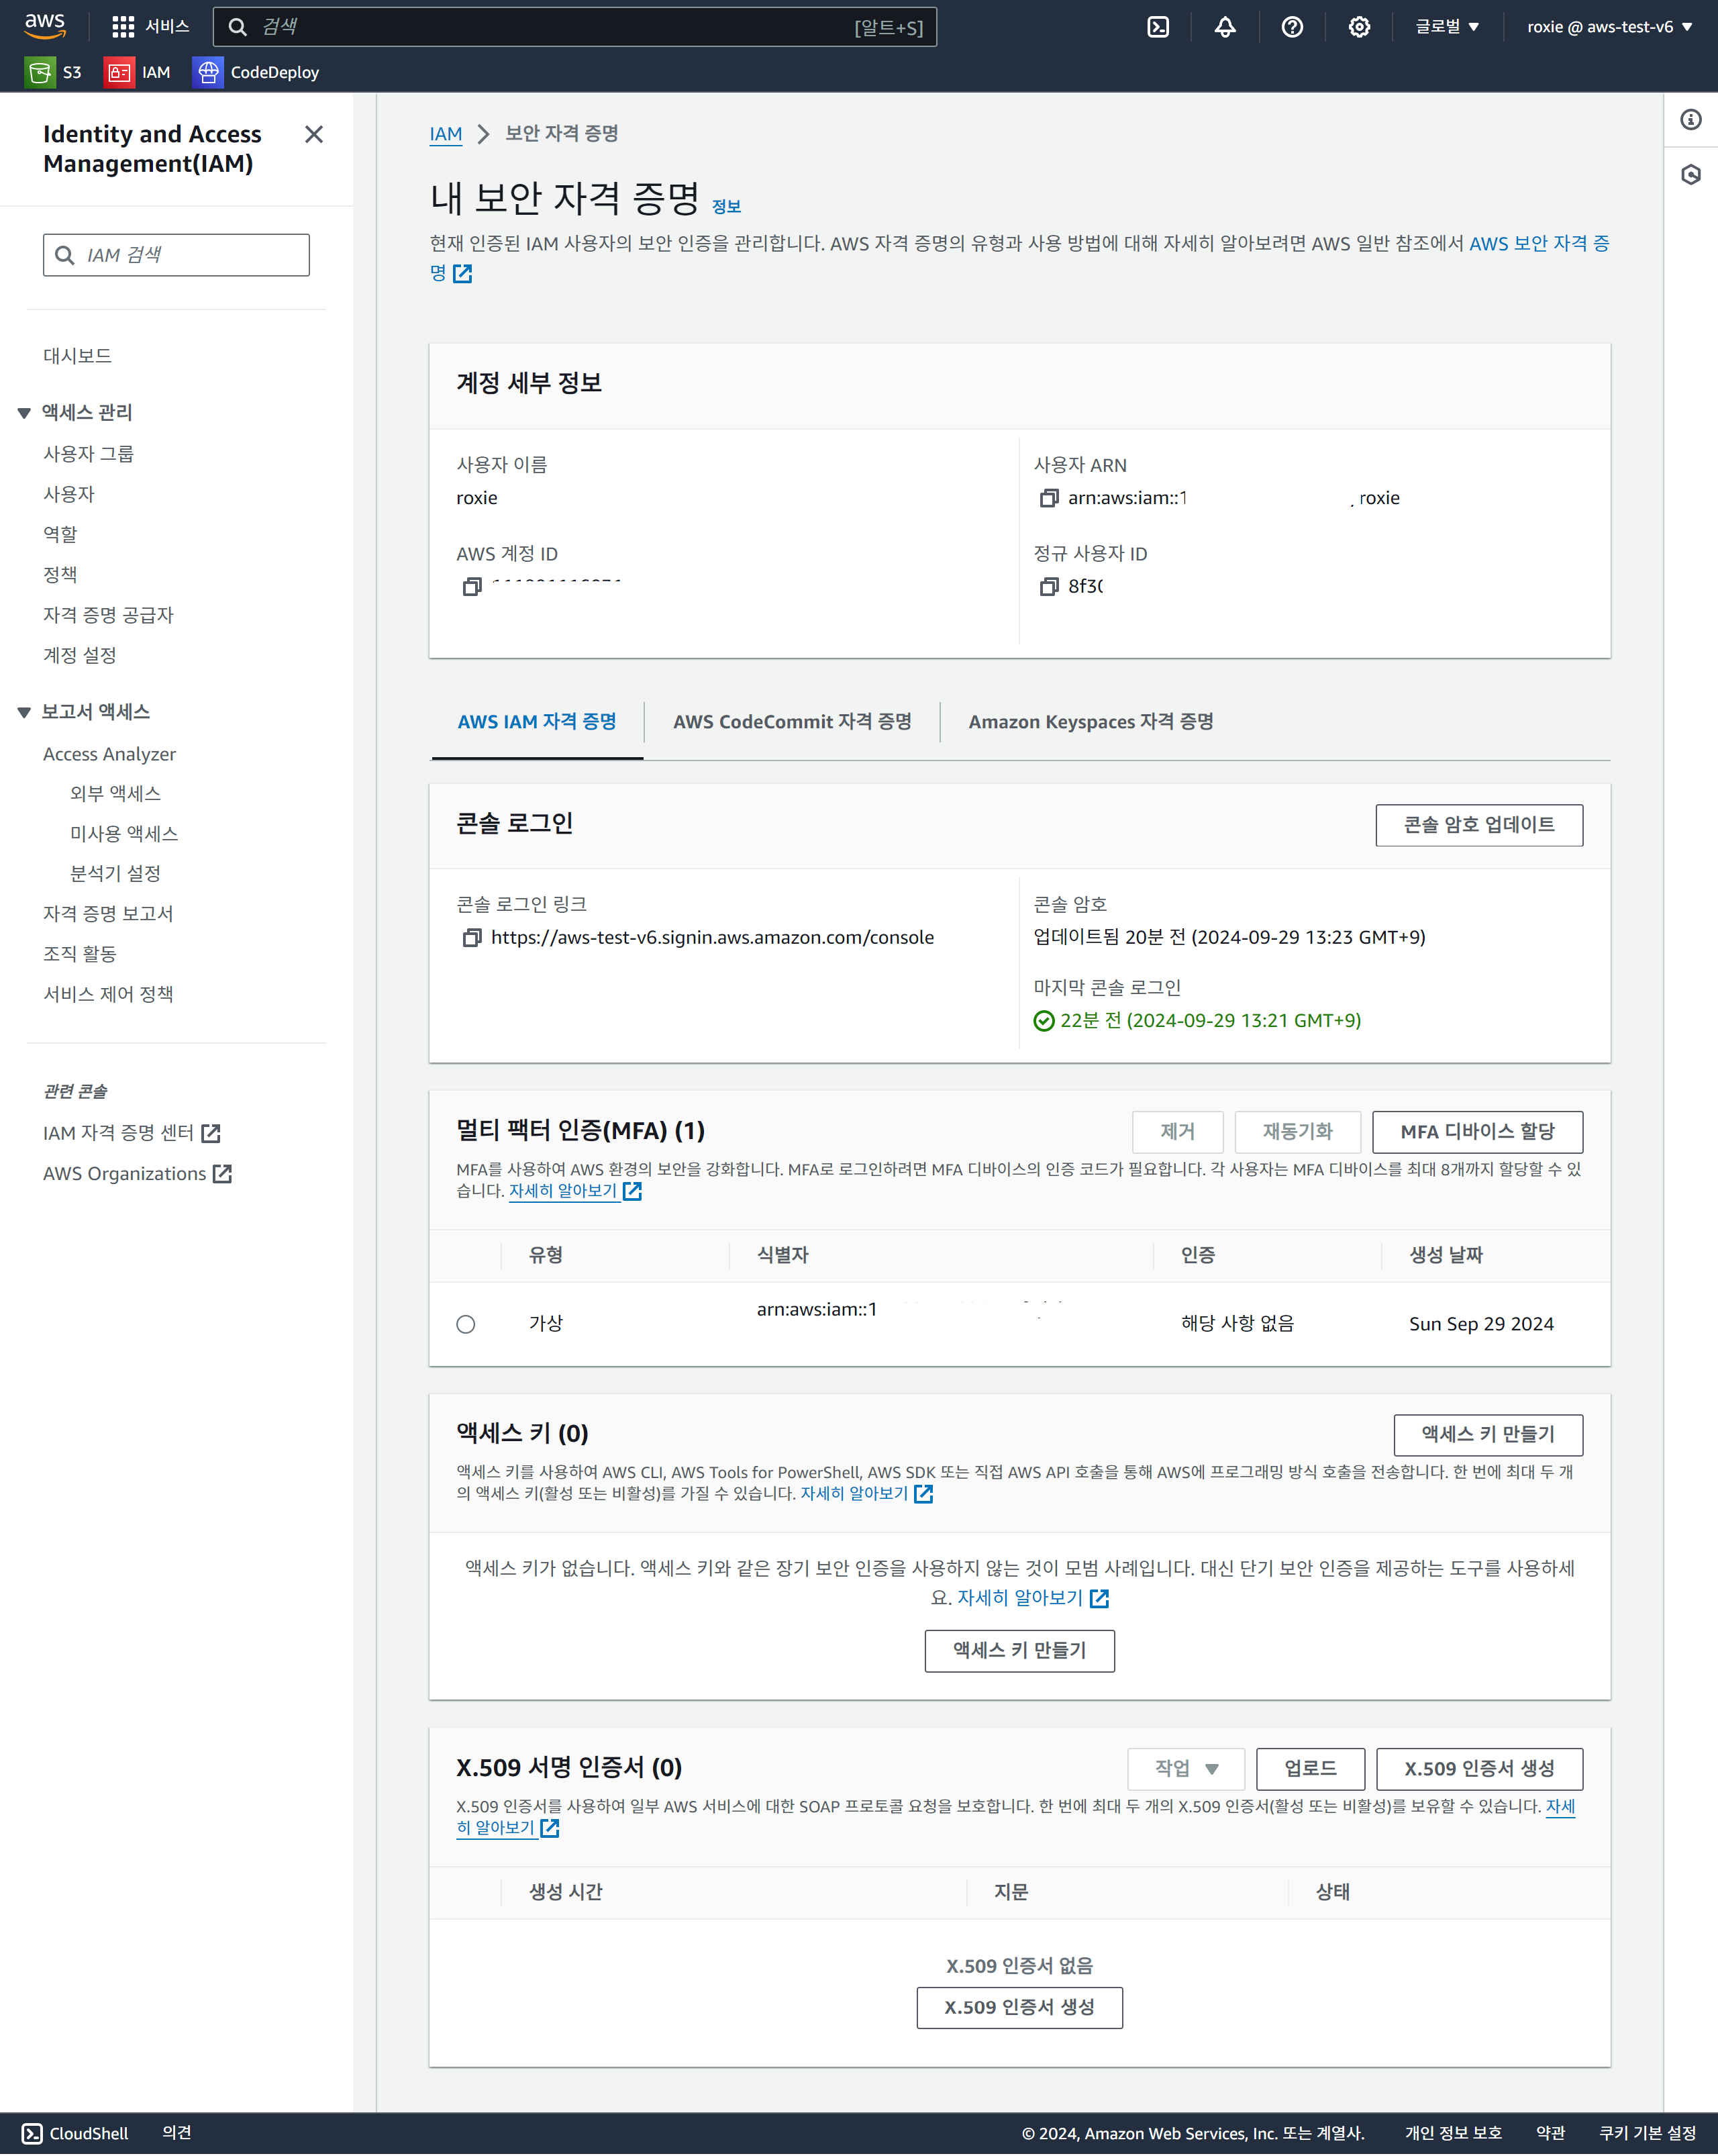 aws
서비스
검색
[알트+S]
글로벌
roxie @ aws-test-v6
S3
IAM
CodeDeploy
Identity and Access
Management(IAM)
IAM 검색
대시보드
액세스 관리
사용자 그룹
사용자
역할
정책
자격 증명 공급자
계정 설정
보고서 액세스
Access Analyzer
외부 액세스
미사용 액세스
분석기 설정
자격 증명 보고서
조직 활동
서비스 제어 정책
관련 콘솔
IAM 자격 증명 센터
AWS Organizations
IAM > 보안 자격 증명
내 보안 자격 증명 정보
현재 인증된 IAM 사용자의 보안 인증을 관리합니다. AWS 자격 증명의 유형과 사용 방법에 대해 자세히 알아보려면 AWS 일반 참조에서 AWS 보안 자격 증
명
계정 세부 정보
사용자 이름
roxie
사용자 ARN
arn:aws:iam::1 roxie
AWS 계정 ID
정규 사용자 ID
8f3
AWS IAM 자격 증명
AWS CodeCommit 자격 증명
Amazon Keyspaces 자격 증명
콘솔 로그인
콘솔 암호 업데이트
콘솔 로그인 링크
https://aws-test-v6.signin.aws.amazon.com/console
콘솔 암호
업데이트됨 20분 전 (2024-09-29 13:23 GMT+9)
마지막 콘솔 로그인
22분 전 (2024-09-29 13:21 GMT+9)
멀티 팩터 인증(MFA) (1)
제거
재동기화
MFA 디바이스 할당
MFA를 사용하여 AWS 환경의 보안을 강화합니다. MFA로 로그인하려면 MFA 디바이스의 인증 코드가 필요합니다. 각 사용자는 MFA 디바이스를 최대 8개까지 할당할 수 있
습니다. 자세히 알아보기
유형
식별자
인증
생성 날짜
가상
arn:aws:iam::1
해당 사항 없음
Sun Sep 29 2024
액세스 키 (0)
액세스 키 만들기
액세스 키를 사용하여 AWS CLI, AWS Tools for PowerShell, AWS SDK 또는 직접 AWS API 호출을 통해 AWS에 프로그래밍 방식 호출을 전송합니다. 한 번에 최대 두 개
의 액세스 키(활성 또는 비활성)를 가질 수 있습니다. 자세히 알아보기
액세스 키가 없습니다. 액세스 키와 같은 장기 보안 인증을 사용하지 않는 것이 모범 사례입니다. 대신 단기 보안 인증을 제공하는 도구를 사용하세
요. 자세히 알아보기
액세스 키 만들기
X.509 서명 인증서 (0)
작업
업로드
X.509 인증서 생성
X.509 인증서를 사용하여 일부 AWS 서비스에 대한 SOAP 프로토콜 요청을 보호합니다. 한 번에 최대 두 개의 X.509 인증서(활성 또는 비활성)를 보유할 수 있습니다. 자세
히 알아보기
생성 시간
지문
상태
X.509 인증서 없음
X.509 인증서 생성
CloudShell
의견
© 2024, Amazon Web Services, Inc. 또는 계열사.
개인 정보 보호
약관
쿠키 기본 설정